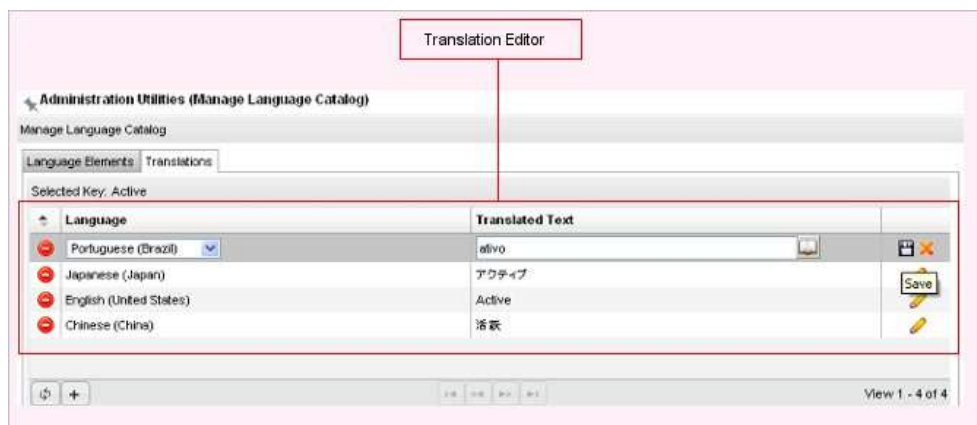 Translation Editor
Administration Utilities (Manage Language Catalog)
Manage Language Catalog
Language Elements Translations
Selected Key: Active
Language Translated Text
Portuguese (Brazil) ativo
Japanese (Japan) アクティブ
Save
English (United States) Active
Chinese (China) 活跃
View 1 - 4 of 4